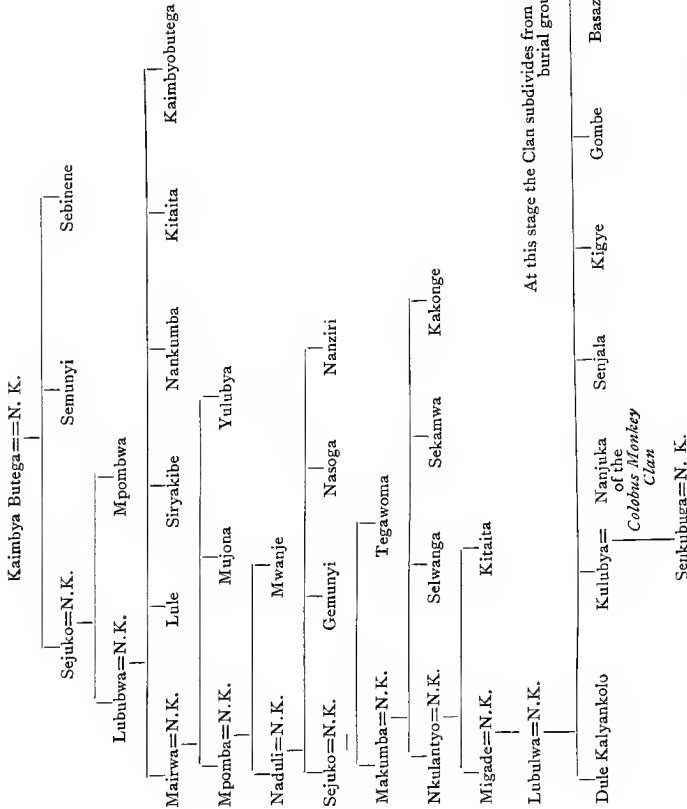 Kaimbya Butega==N. K.
Sejuko=N.K. Semunyi Sebinene
Lububwa=N.K. Mpombwa
Mairwa=N.K. Lule Siryakibe Nankumba Kitaita Kaimbyobutega
Mpomba=N.K. Mujona Yulubya
Naduli=N.K. Mwanje
Sejuko=N.K. Gemunyi Nasoga Nanziri
Makumba=N.K. Tegawoma
Nkulantyo=N.K. Selwanga Sekamwa Kakonge
Migade=N.K. Kitaita
Lubulwa=N.K.
At this stage the Clan subdivides from
burial grou
Dule Kalyankolo Kulubya= Nanjuka Senjala Kigye Gombe Basaz
of the
Colobus Monkey
Clan
Senkubuga=N. K.